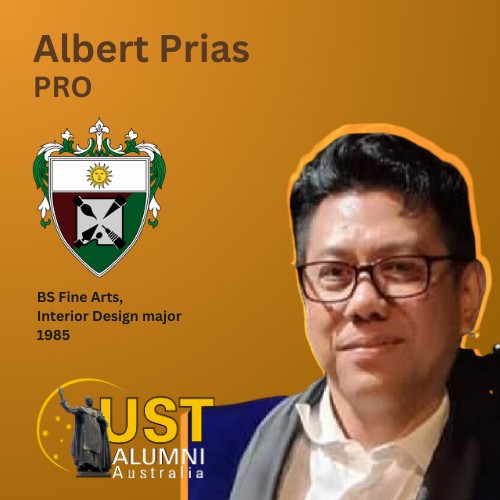 Albert Prias
PRO
BS Fine Arts,
Interior Design major
1985
UST
ALUMNI
Australia